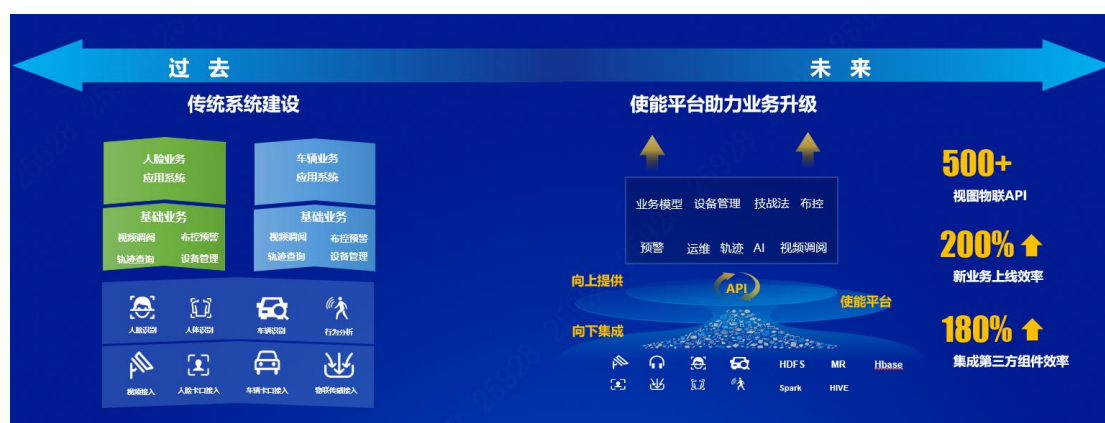 过 去
未 来
传统系统建设
使能平台助力业务升级
人脸业务
应用系统
车辆业务
应用系统
基础业务
视频调阅 布控预警
轨迹查询 设备管理
基础业务
视频调阅 布控预警
轨迹查询 设备管理
人脸识别 人体识别 车辆识别 行为分析
视频接入 人脸卡口接入 车辆卡口接入 物联传感接入
业务模型 设备管理 技战法 布控
预警 运维 轨迹 AI 视频调阅
向上提供
API
使能平台
向下集成
HDFS MR Hbase
Spark HIVE
500+
视图物联API
200%
新业务上线效率
180%
集成第三方组件效率